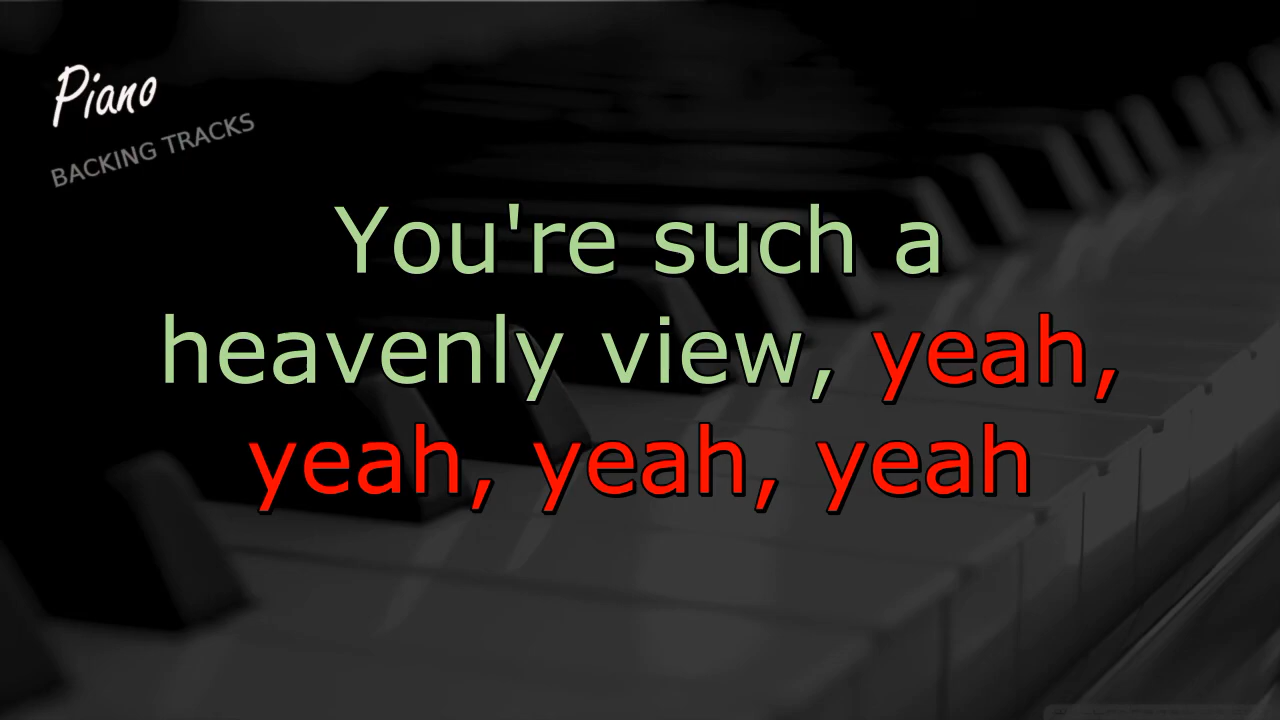 Piano
BACKING TRACKS
You're such a
heavenly view, yeah,
yeah, yeah, yeah